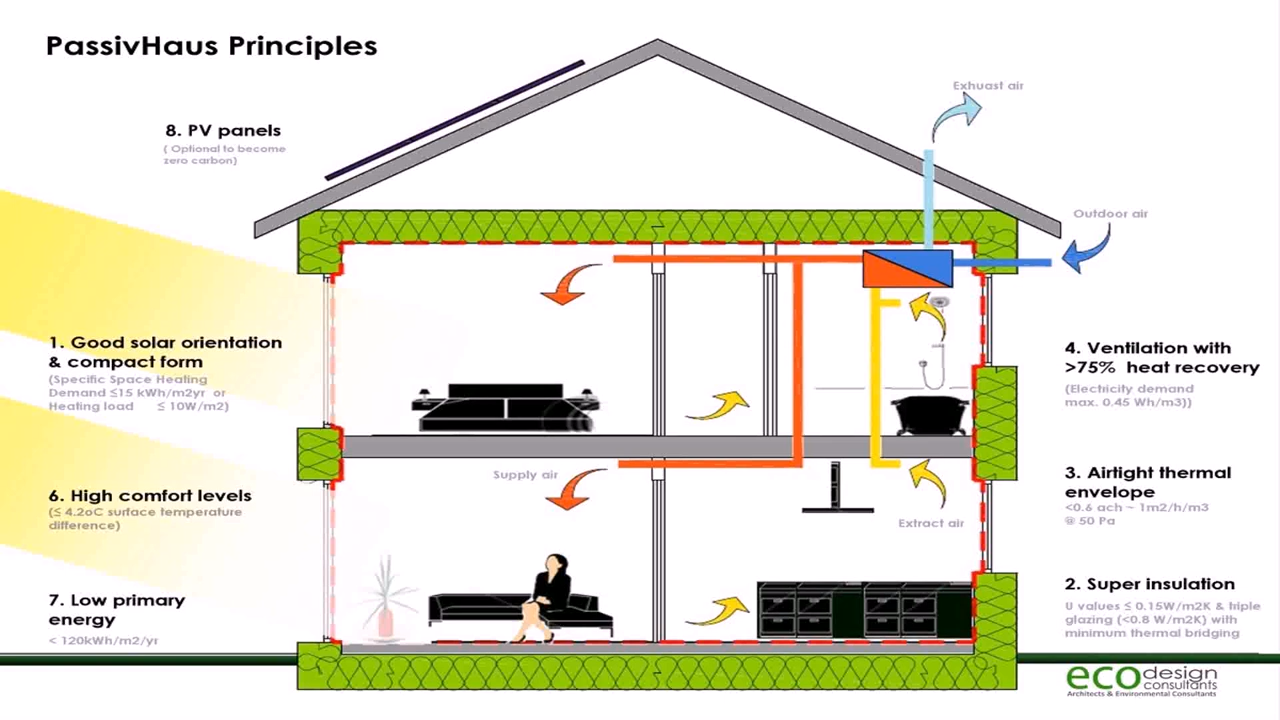 PassivHaus Principles
Exhuast air
8. PV panels
( Optional to become
zero carbon)
Outdoor air
1. Good solar orientation
& compact form
(Specific Space Heating
Demand ≤15 kWh/m2yr or
Heating load ≤ 10W/m2)
4. Ventilation with
>75% heat recovery
(Electricity demand
max. 0.45 Wh/m3))
Supply air
3. Airtight thermal
envelope
<0.6 ach ~ 1m2/h/m3
@ 50 Pa
6. High comfort levels
(≤ 4.2oC surface temperature
difference)
Extract air
2. Super insulation
U values ≤ 0.15W/m2K & triple
glazing (<0.8 W/m2K) with
minimum thermal bridging
7. Low primary
energy
< 120kWh/m2/yr
eco design
consultants
Architects & Environmental Consultants